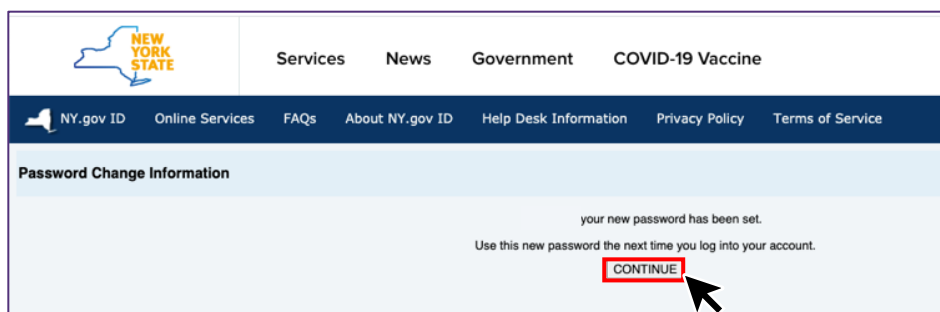 NEW
YORK
STATE
Services News Government COVID-19 Vaccine
NY.gov ID Online Services FAQs About NY.gov ID Help Desk Information Privacy Policy Terms of Service
Password Change Information
your new password has been set.
Use this new password the next time you log into your account.
CONTINUE